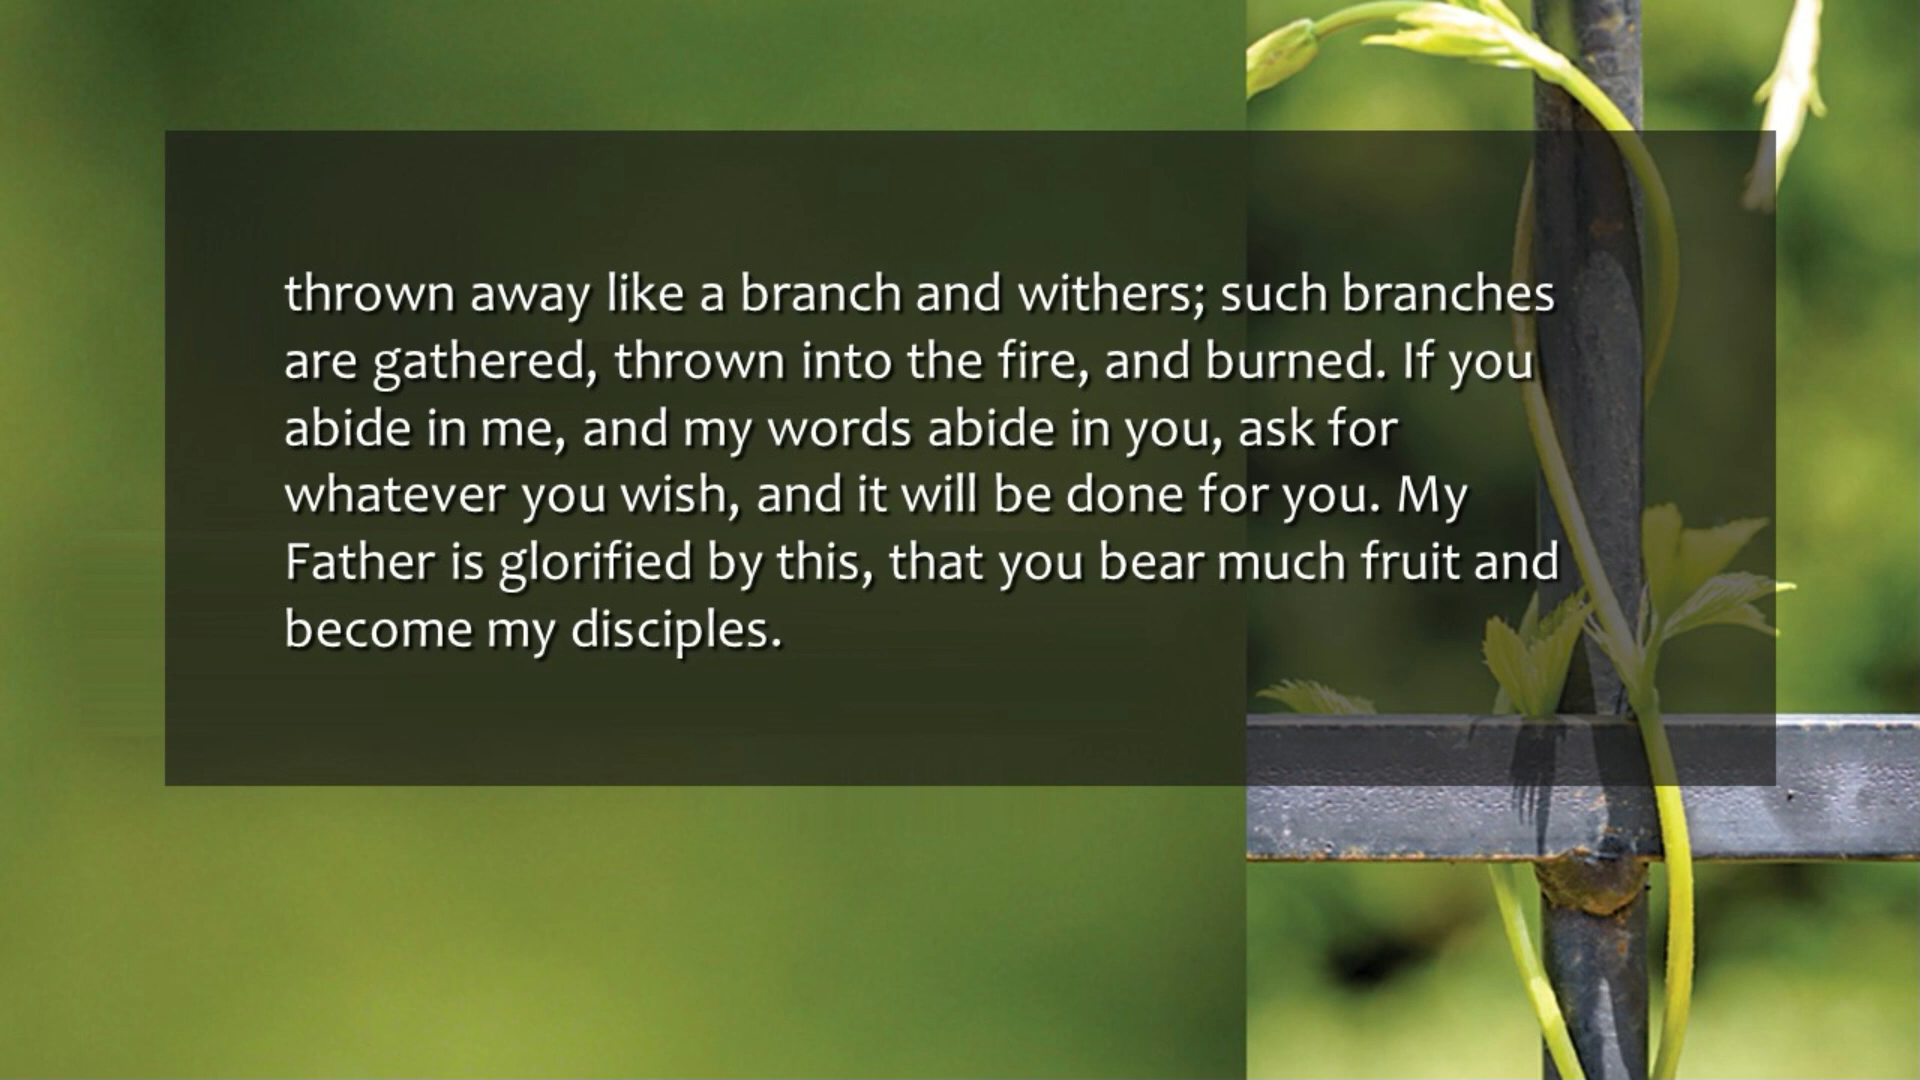 thrown away like a branch and withers; such branches
are gathered, thrown into the fire, and burned. If you
abide in me, and my words abide in you, ask for
whatever you wish, and it will be done for you. My
Father is glorified by this, that you bear much fruit and
become my disciples.